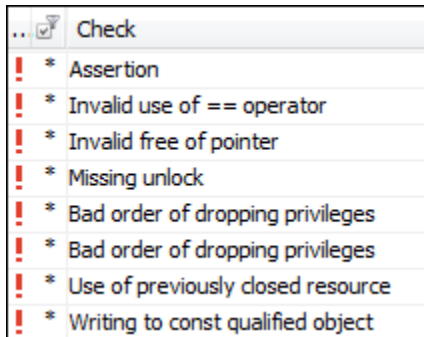 .. Check
! * Assertion
! * Invalid use of == operator
! * Invalid free of pointer
! * Missing unlock
! * Bad order of dropping privileges
! * Bad order of dropping privileges
! * Use of previously closed resource
! * Writing to const qualified object